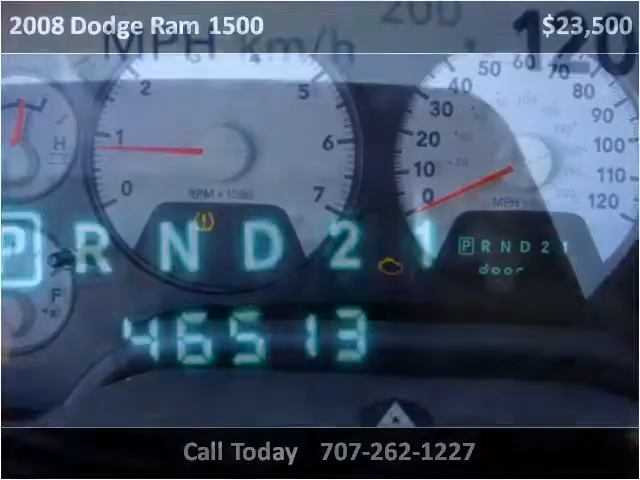 2008 Dodge Ram 1500 $23,500
200
MPH km/h 120
2 5
1 6
0 7
RPM × 1000
H
F
50 60 70
40 80
30 90
20 100
10 110
0 120
MPH
P R N D 2 1
P R N D 2 1
door
46513
Call Today 707-262-1227